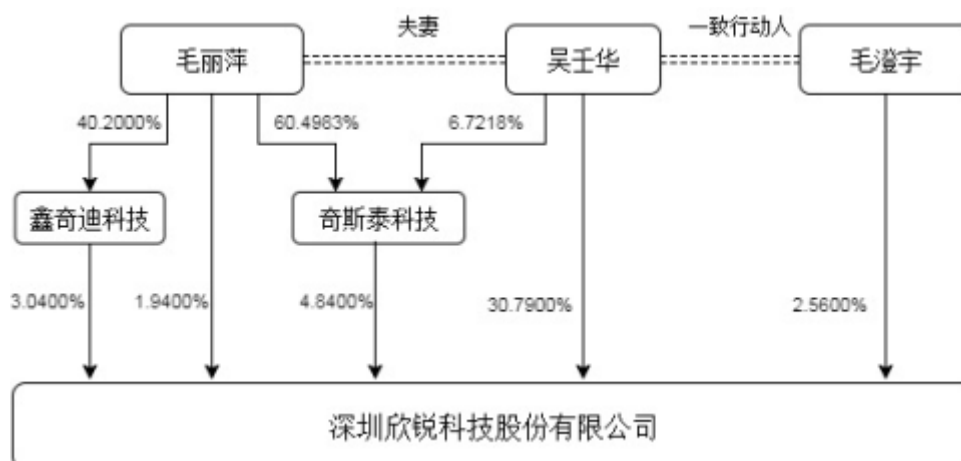 夫妻
一致行动人
毛丽萍
吴壬华
毛澄宇
40.2000%
60.4983%
6.7218%
鑫奇迪科技
奇斯泰科技
3.0400%
1.9400%
4.8400%
30.7900%
2.5600%
深圳欣锐科技股份有限公司